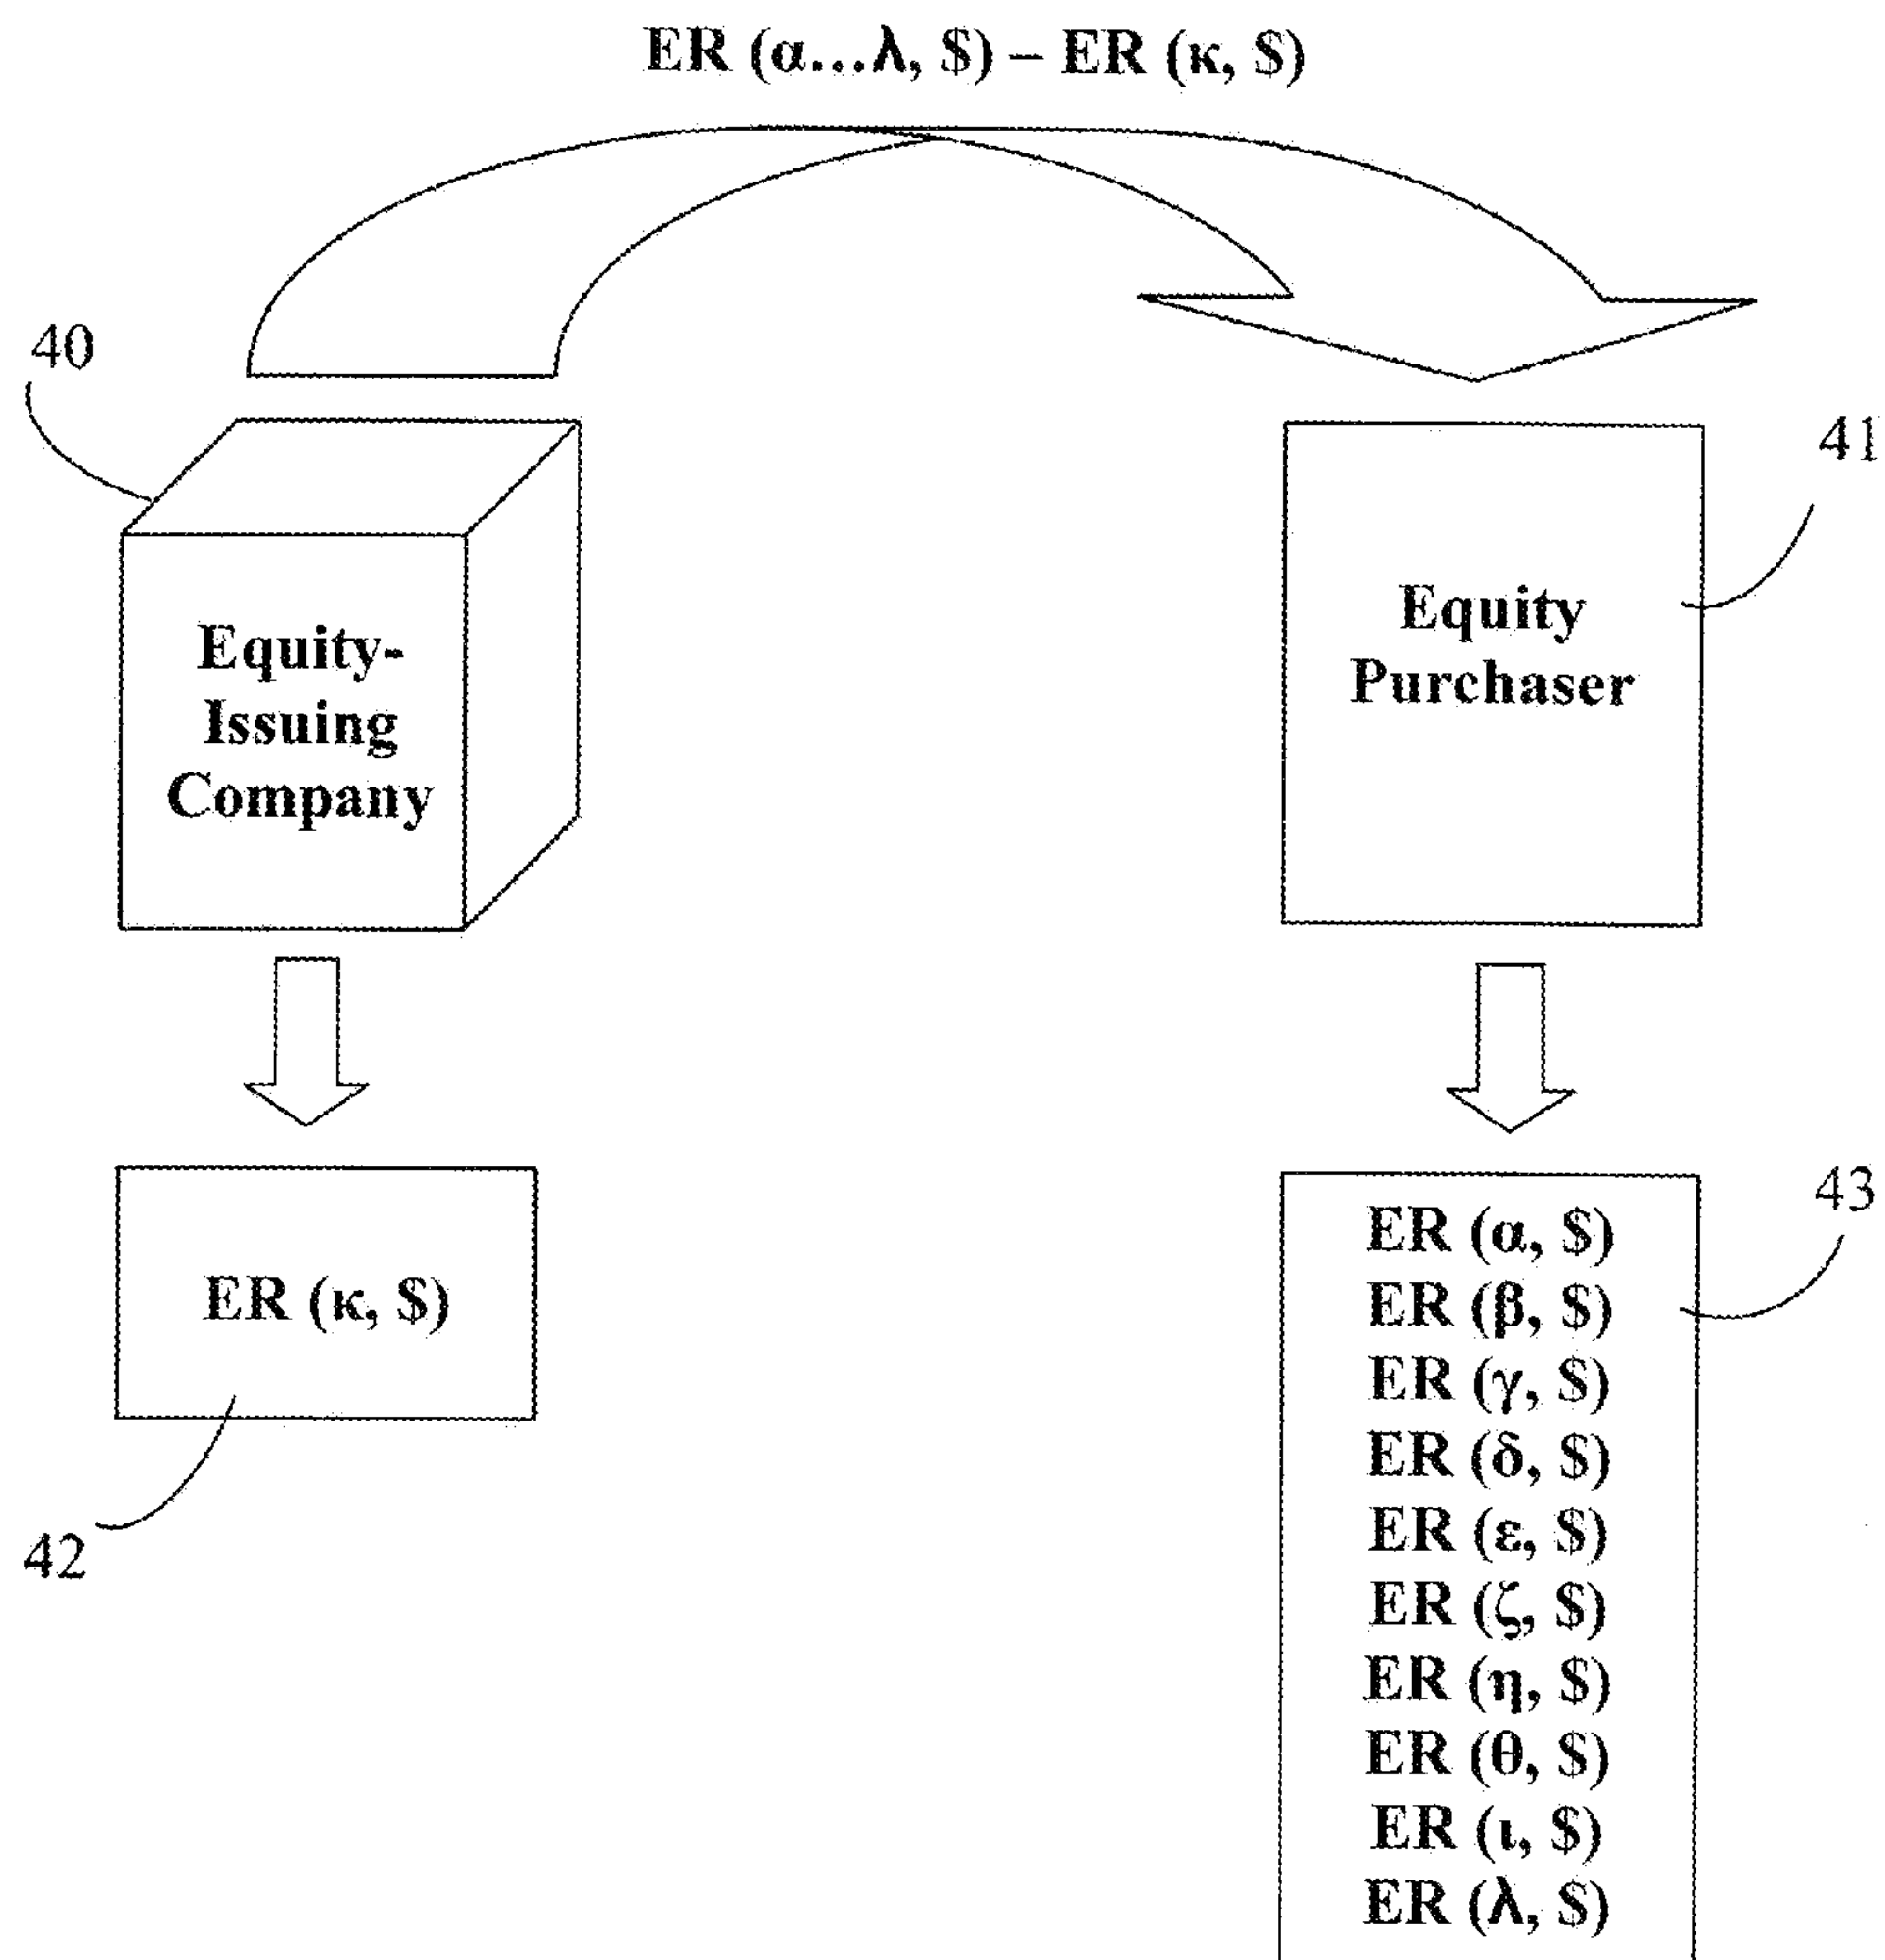 ER (α...λ, $) – ER (κ, $)
40
41
Equity-
Issuing
Company
Equity
Purchaser
43
ER (κ, $)
42
ER (α, $)
ER (β, $)
ER (γ, $)
ER (δ, $)
ER (ε, $)
ER (ζ, $)
ER (η, $)
ER (θ, $)
ER (ι, $)
ER (λ, $)